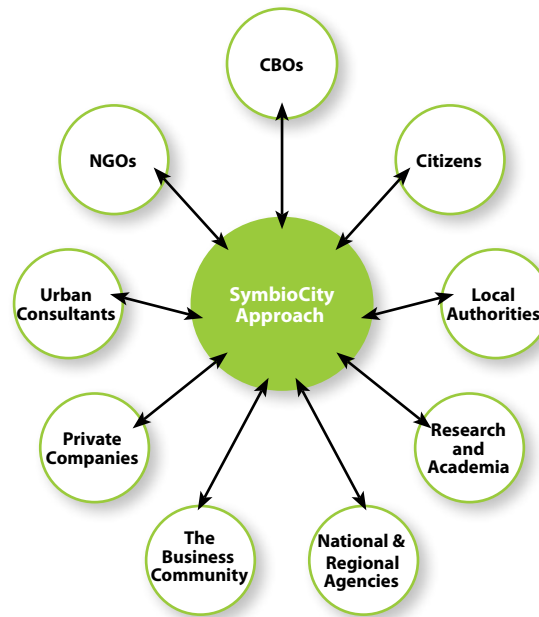 CBOs
Citizens
Local
Authorities
Research
and
Academia
National &
Regional
Agencies
The
Business
Community
Private
Companies
Urban
Consultants
NGOs
SymbioCity
Approach